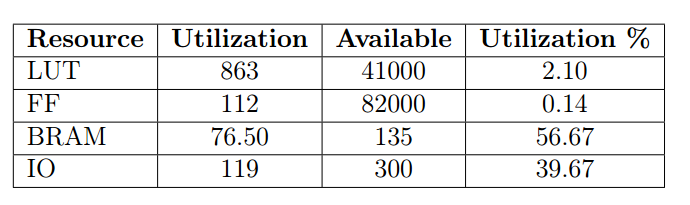 Resource Utilization Available Utilization %
LUT 863 41000 2.10
FF 112 82000 0.14
BRAM 76.50 135 56.67
IO 119 300 39.67